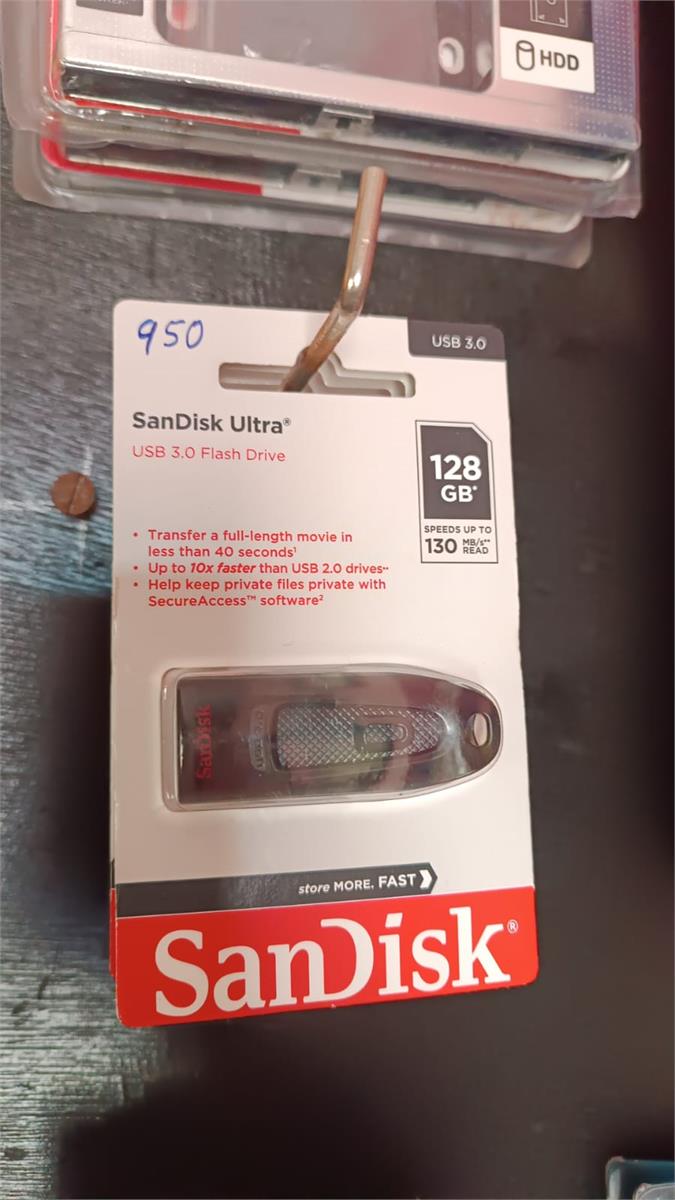 HDD
950
USB 3.0
SanDisk Ultra®
USB 3.0 Flash Drive
128
GB*
SPEEDS UP TO
130 MB/s**
READ
• Transfer a full-length movie in
less than 40 seconds¹
• Up to 10x faster than USB 2.0 drives**
• Help keep private files private with
SecureAccess™ software²
SanDisk
store MORE. FAST
SanDisk®